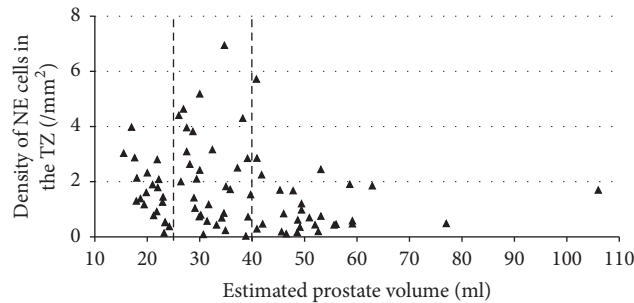 8
6
4
2
0
Density of NE cells in
the TZ (/mm²)
10 20 30 40 50 60 70 80 90 100 110
Estimated prostate volume (ml)